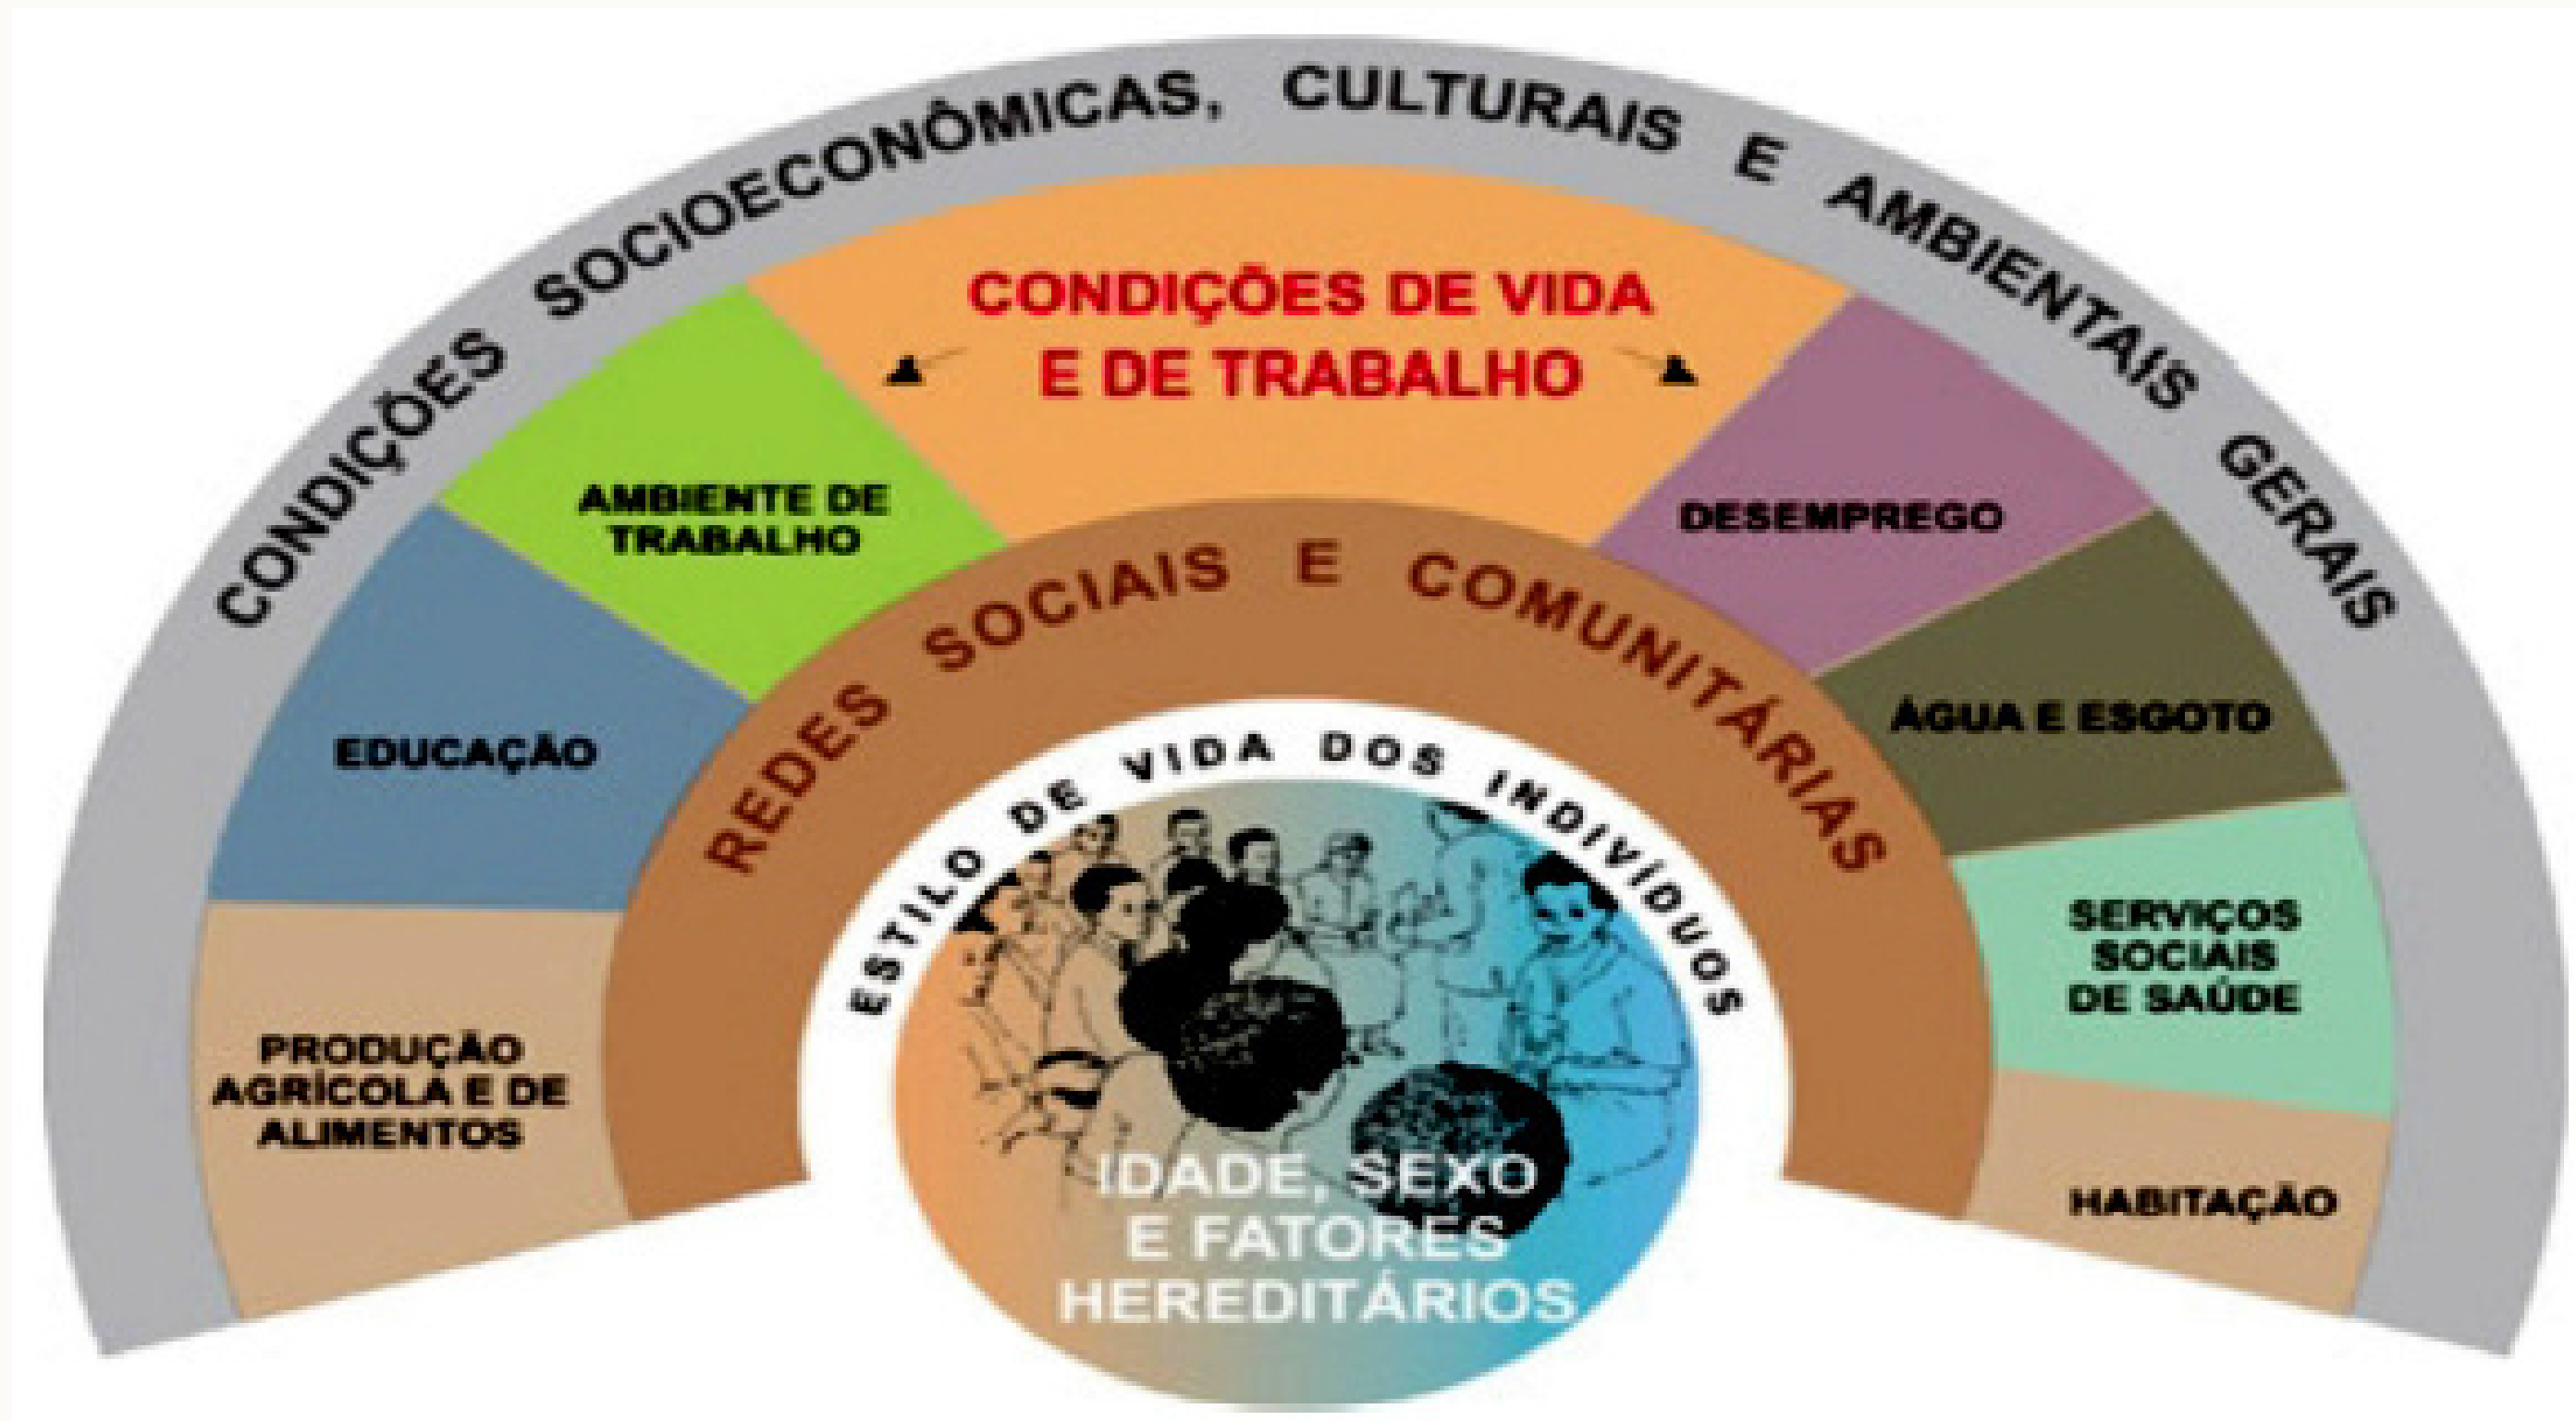 CONDIÇÕES SOCIOECONÔMICAS, CULTURAIS E AMBIENTAIS GERAIS
CONDIÇÕES DE VIDA
E DE TRABALHO
AMBIENTE DE
TRABALHO
DESEMPREGO
EDUCAÇÃO
ÁGUA E ESGOTO
PRODUÇÃO
AGRÍCOLA E DE
ALIMENTOS
SERVIÇOS
SOCIAIS
DE SAÚDE
HABITAÇÃO
REDES SOCIAIS E COMUNITÁRIAS
ESTILO DE VIDA DOS INDIVÍDUOS
IDADE, SEXO
E FATORES
HEREDITÁRIOS